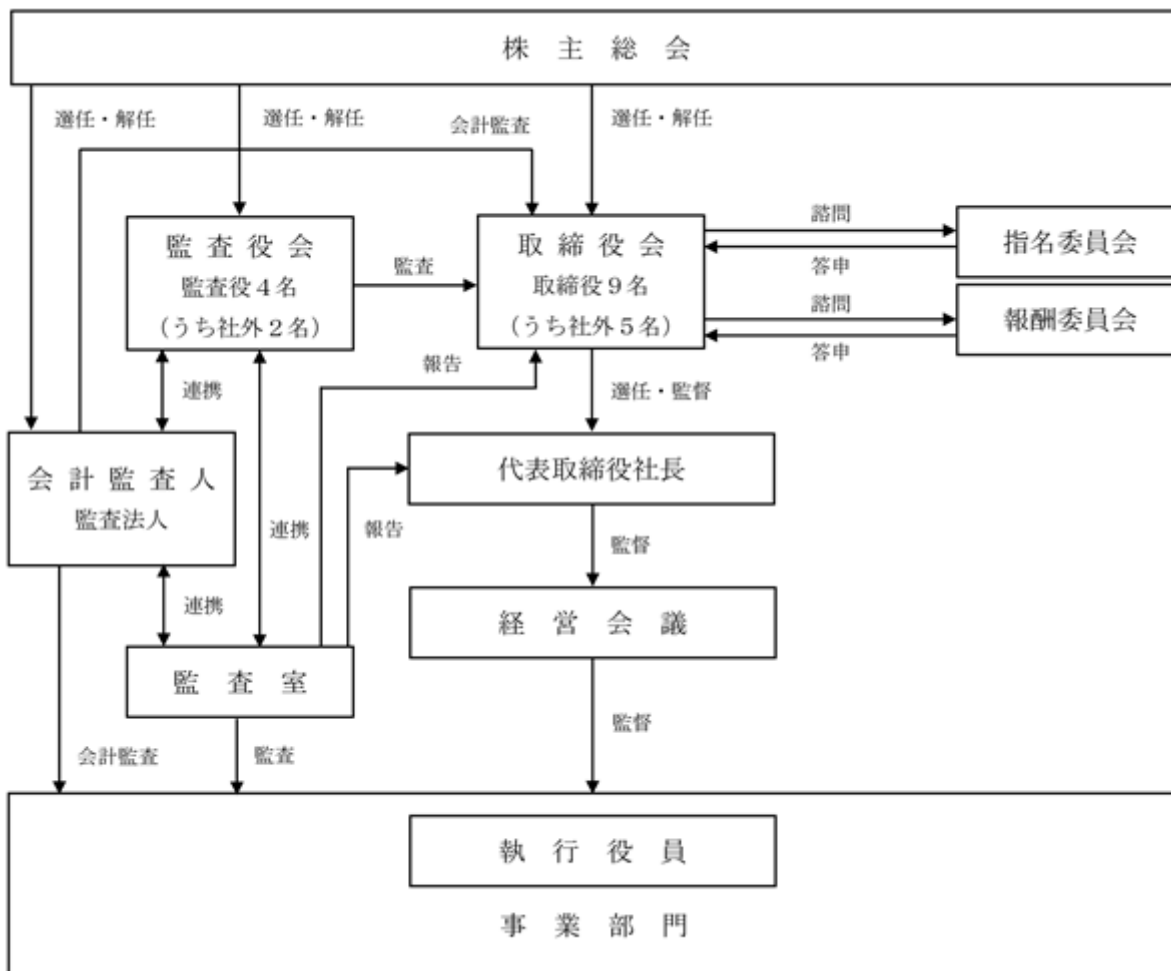 株主総会
選任・解任
選任・解任
会計監査
選任・解任
監査役会
監査役4名
（うち社外2名）
監査
取締役会
取締役9名
（うち社外5名）
諮問
答申
指名委員会
諮問
答申
報酬委員会
連携
報告
選任・監督
会計監査人
監査法人
代表取締役社長
連携
報告
監督
連携
経営会議
監査室
監督
会計監査
監査
執行役員
事業部門